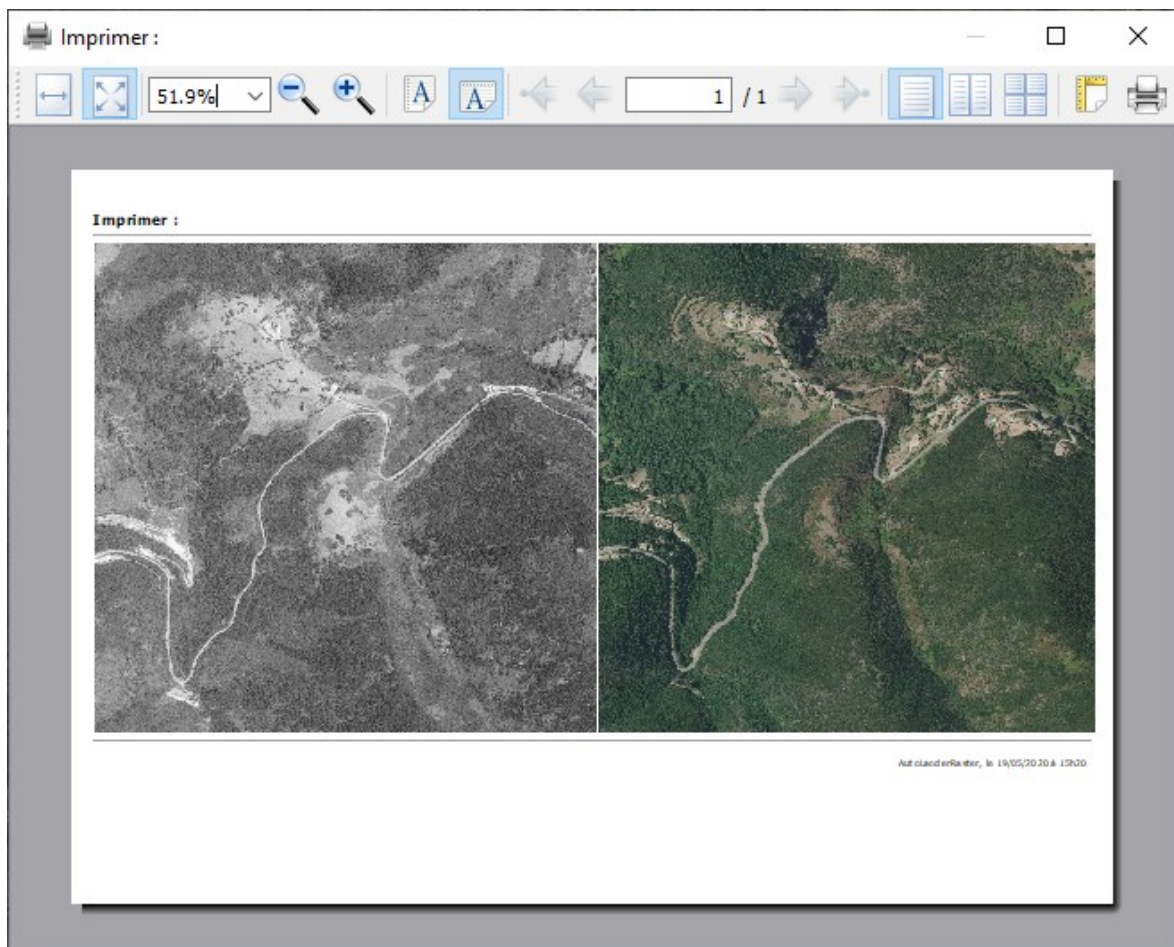 Imprimer :
51.9%
A
A
1 / 1
Imprimer :
AutoLoaderRaster, le 19/05/2020 à 15h20